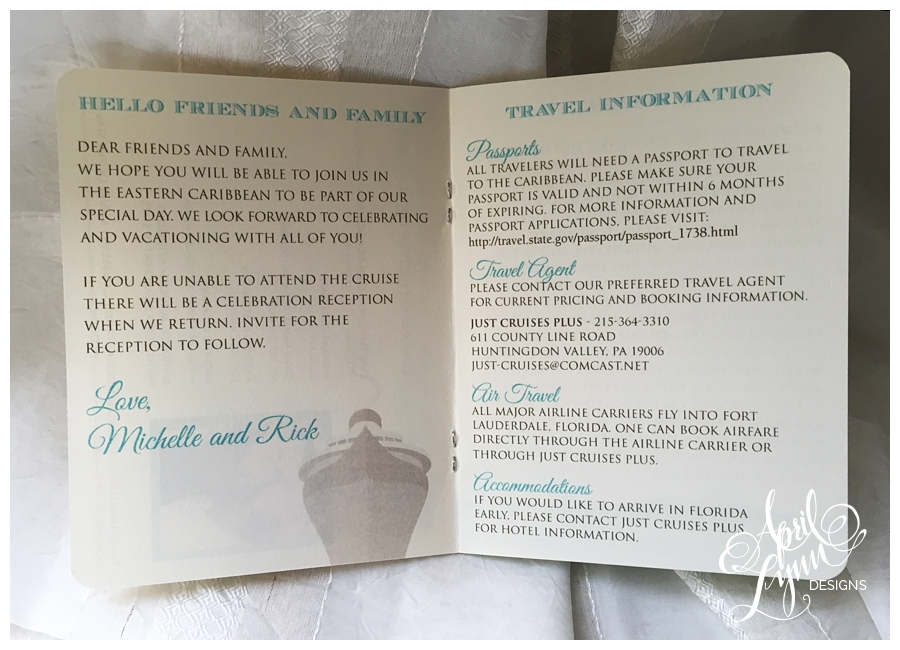 HELLO FRIENDS AND FAMILY
DEAR FRIENDS AND FAMILY,
WE HOPE YOU WILL BE ABLE TO JOIN US IN
THE EASTERN CARIBBEAN TO BE PART OF OUR
SPECIAL DAY. WE LOOK FORWARD TO CELEBRATING
AND VACATIONING WITH ALL OF YOU!
IF YOU ARE UNABLE TO ATTEND THE CRUISE
THERE WILL BE A CELEBRATION RECEPTION
WHEN WE RETURN. INVITE FOR THE
RECEPTION TO FOLLOW.
Love,
Michelle and Rick
TRAVEL INFORMATION
Passports
ALL TRAVELERS WILL NEED A PASSPORT TO TRAVEL
TO THE CARIBBEAN. PLEASE MAKE SURE YOUR
PASSPORT IS VALID AND NOT WITHIN 6 MONTHS
OF EXPIRING. FOR MORE INFORMATION AND
PASSPORT APPLICATIONS, PLEASE VISIT:
http://travel.state.gov/passport/passport_1738.html
Travel Agent
PLEASE CONTACT OUR PREFERRED TRAVEL AGENT
FOR CURRENT PRICING AND BOOKING INFORMATION.
JUST CRUISES PLUS - 215-364-3310
611 COUNTY LINE ROAD
HUNTINGDON VALLEY, PA 19006
JUST-CRUISES@COMCAST.NET
Air Travel
ALL MAJOR AIRLINE CARRIERS FLY INTO FORT
LAUDERDALE, FLORIDA. ONE CAN BOOK AIRFARE
DIRECTLY THROUGH THE AIRLINE CARRIER OR
THROUGH JUST CRUISES PLUS.
Accommodations
IF YOU WOULD LIKE TO ARRIVE IN FLORIDA
EARLY, PLEASE CONTACT JUST CRUISES PLUS
FOR HOTEL INFORMATION.
April
Lynn
DESIGNS